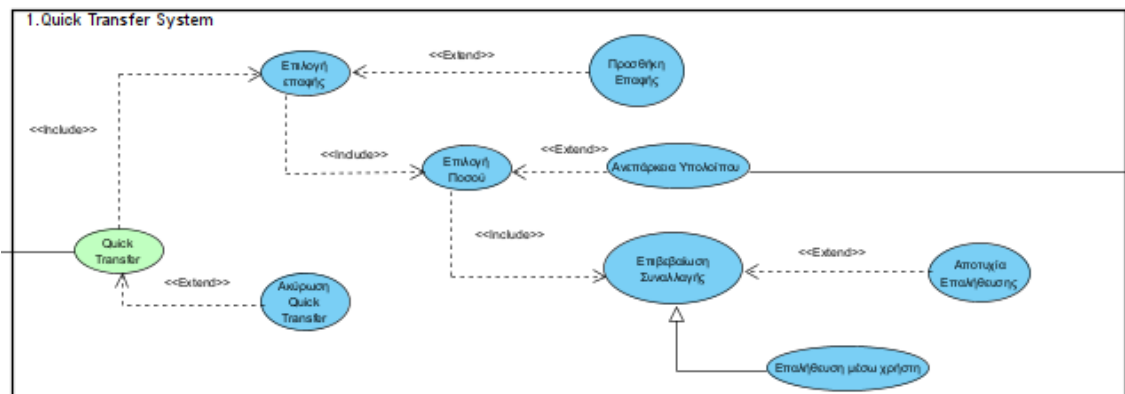 1.Quick Transfer System
Επιλογή
επαφής
<<Extend>>
Προσθήκη
Επαφής
<<Include>>
<<Include>>
Επιλογή
Ποσού
<<Extend>>
Ανεπάρκεια Υπολοίπου
Quick
Transfer
<<Include>>
Επιβεβαίωση
Συναλλαγής
<<Extend>>
Αποτυχία
Επαλήθευσης
<<Extend>>
Ακύρωση
Quick
Transfer
Επαλήθευση μέσω χρήστη